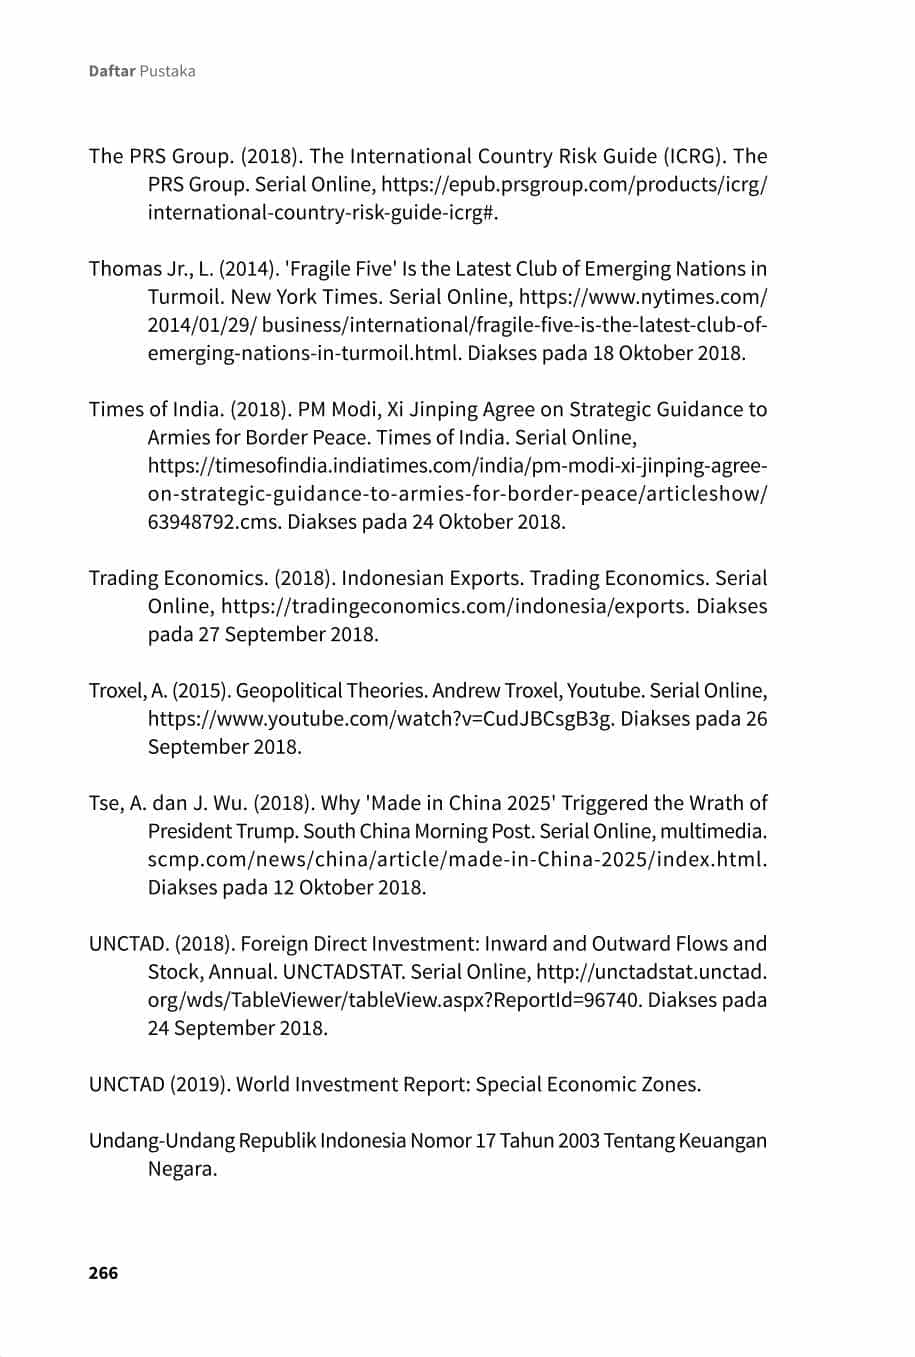 Daftar Pustaka
The PRS Group. (2018). The International Country Risk Guide (ICRG). The
PRS Group. Serial Online, https://epub.prsgroup.com/products/icrg/
international-country-risk-guide-icrg#.
Thomas Jr., L. (2014). 'Fragile Five' Is the Latest Club of Emerging Nations in
Turmoil. New York Times. Serial Online, https://www.nytimes.com/
2014/01/29/ business/international/fragile-five-is-the-latest-club-of-
emerging-nations-in-turmoil.html. Diakses pada 18 Oktober 2018.
Times of India. (2018). PM Modi, Xi Jinping Agree on Strategic Guidance to
Armies for Border Peace. Times of India. Serial Online,
https://timesofindia.indiatimes.com/india/pm-modi-xi-jinping-agree-
on-strategic-guidance-to-armies-for-border-peace/articleshow/
63948792.cms. Diakses pada 24 Oktober 2018.
Trading Economics. (2018). Indonesian Exports. Trading Economics. Serial
Online, https://tradingeconomics.com/indonesia/exports. Diakses
pada 27 September 2018.
Troxel, A. (2015). Geopolitical Theories. Andrew Troxel, Youtube. Serial Online,
https://www.youtube.com/watch?v=CudJBCsgB3g. Diakses pada 26
September 2018.
Tse, A. dan J. Wu. (2018). Why 'Made in China 2025' Triggered the Wrath of
President Trump. South China Morning Post. Serial Online, multimedia.
scmp.com/news/china/article/made-in-China-2025/index.html.
Diakses pada 12 Oktober 2018.
UNCTAD. (2018). Foreign Direct Investment: Inward and Outward Flows and
Stock, Annual. UNCTADSTAT. Serial Online, http://unctadstat.unctad.
org/wds/TableViewer/tableView.aspx?ReportId=96740. Diakses pada
24 September 2018.
UNCTAD (2019). World Investment Report: Special Economic Zones.
Undang-Undang Republik Indonesia Nomor 17 Tahun 2003 Tentang Keuangan
Negara.
266